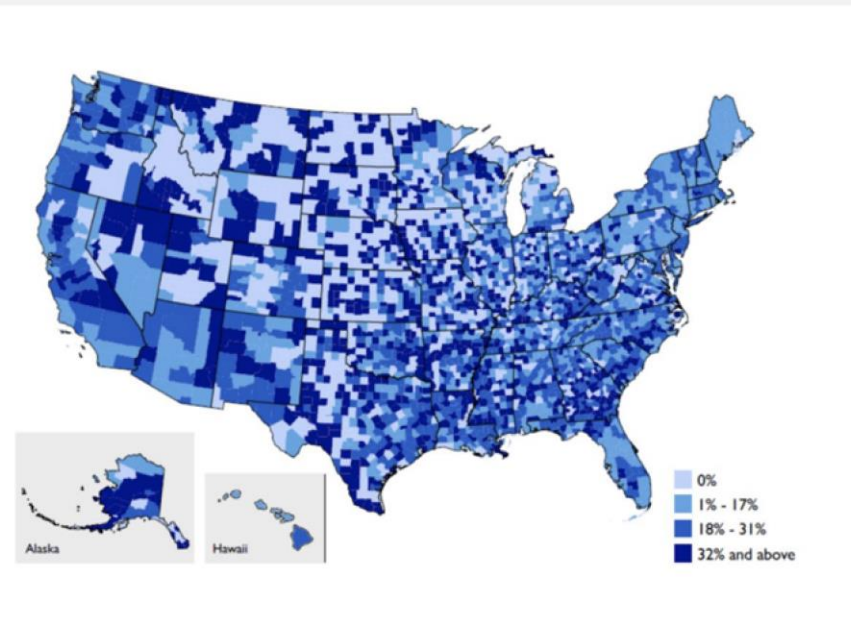 0%
1% - 17%
18% - 31%
32% and above
Alaska
Hawaii